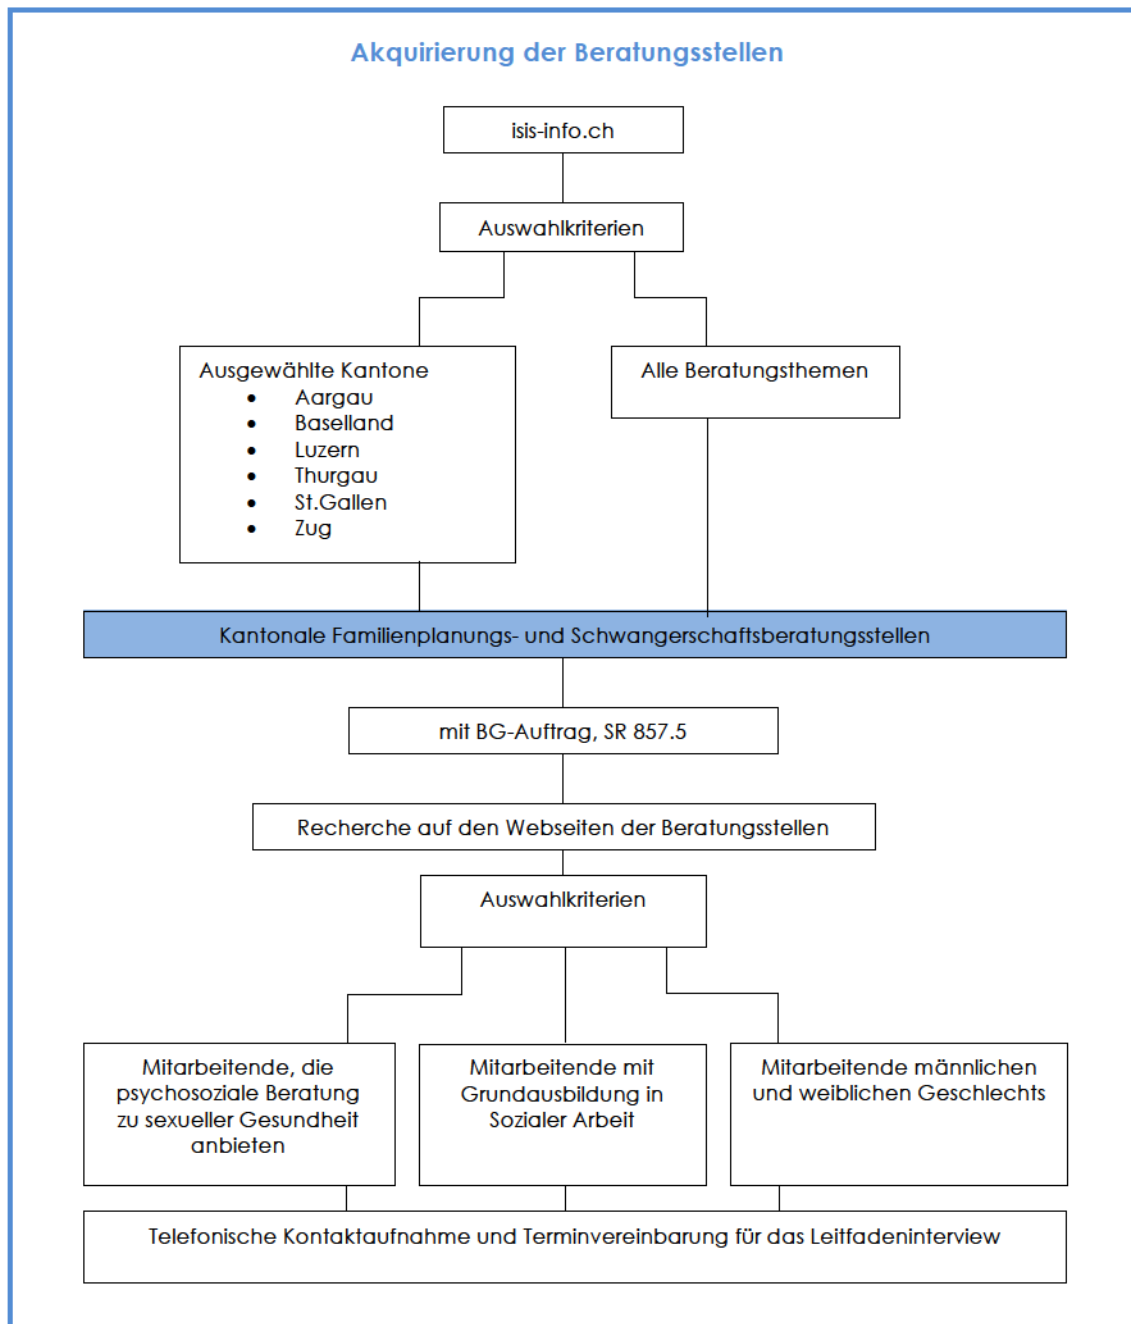 Akquirierung der Beratungsstellen
isis-info.ch
Auswahlkriterien
Ausgewählte Kantone
• Aargau
• Baselland
• Luzern
• Thurgau
• St.Gallen
• Zug
Alle Beratungsthemen
Kantonale Familienplanungs- und Schwangerschaftsberatungsstellen
mit BG-Auftrag, SR 857.5
Recherche auf den Webseiten der Beratungsstellen
Auswahlkriterien
Mitarbeitende, die
psychosoziale Beratung
zu sexueller Gesundheit
anbieten
Mitarbeitende mit
Grundausbildung in
Sozialer Arbeit
Mitarbeitende männlichen
und weiblichen Geschlechts
Telefonische Kontaktaufnahme und Terminvereinbarung für das Leitfadeninterview